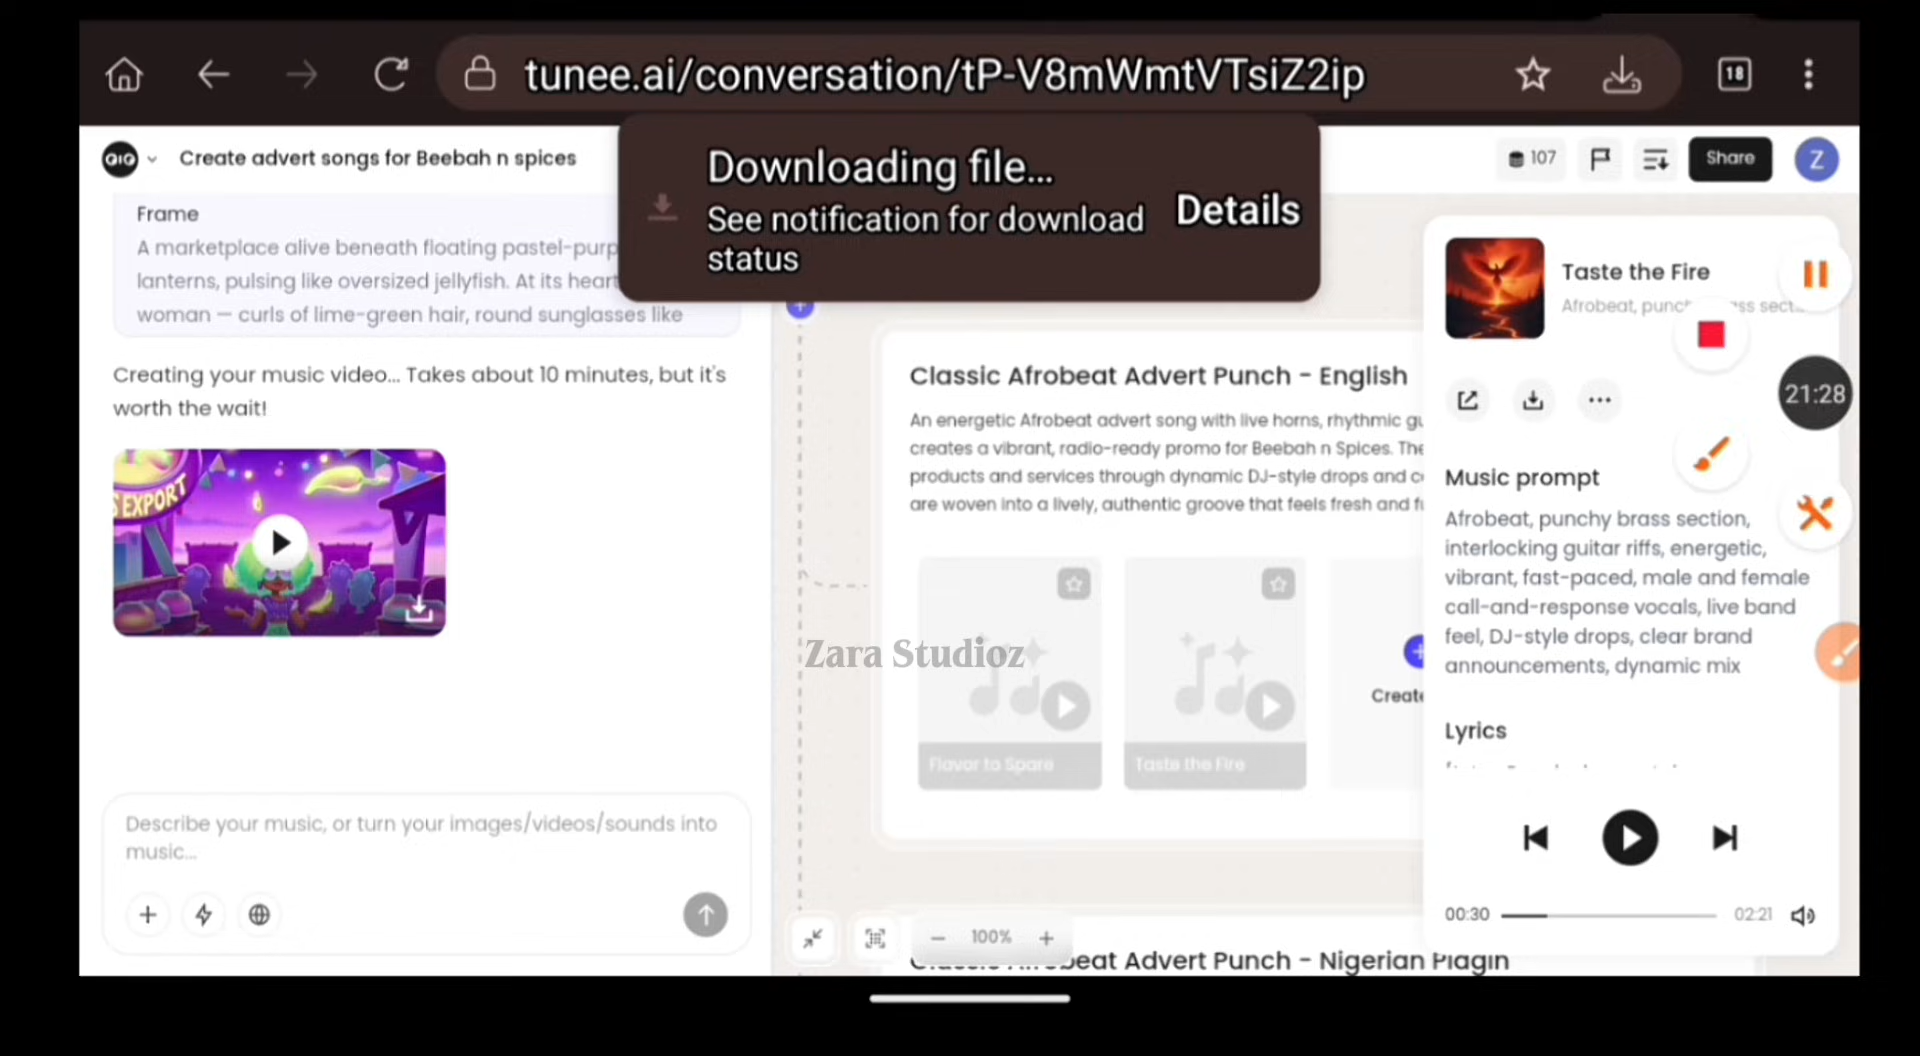 tunee.ai/conversation/tP-V8mWmtVTsiZ2ip
18
Downloading file...
See notification for download
status
Details
Create advert songs for Beebah n spices
107
Share
Z
Frame
A marketplace alive beneath floating pastel-purp
lanterns, pulsing like oversized jellyfish. At its heart
woman — curls of lime-green hair, round sunglasses like
Creating your music video... Takes about 10 minutes, but it's
worth the wait!
EXPORT
Describe your music, or turn your images/videos/sounds into
music...
Classic Afrobeat Advert Punch - English
An energetic Afrobeat advert song with live horns, rhythmic
creates a vibrant, radio-ready promo for Beebah n Spices. The
products and services through dynamic DJ-style drops and
are woven into a lively, authentic groove that feels fresh and
Zara Studioz
Flavor to Spare
Taste the Fire
Create
100%
Afrobeat Advert Punch - Nigerian Piagin
Taste the Fire
Afrobeat,
21:28
Music prompt
Afrobeat, punchy brass section,
interlocking guitar riffs, energetic,
vibrant, fast-paced, male and female
call-and-response vocals, live band
feel, DJ-style drops, clear brand
announcements, dynamic mix
Lyrics
00:30
02:21